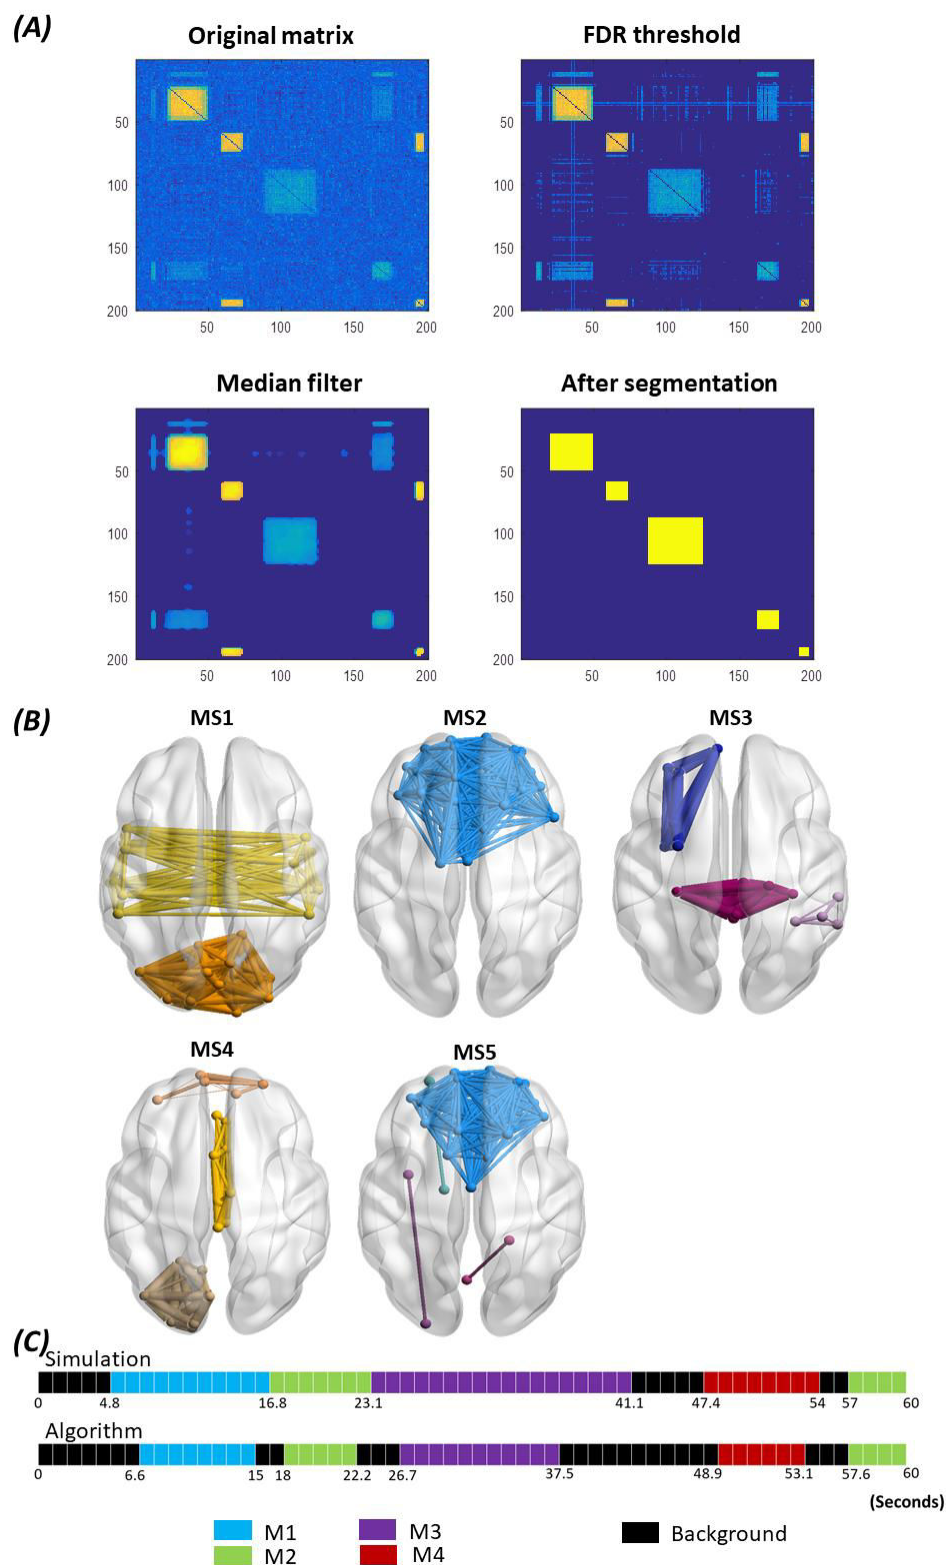 (A)
Original matrix
FDR threshold
50
100
150
200
50 100 150 200
50
100
150
200
50 100 150 200
Median filter
After segmentation
50
100
150
200
50 100 150 200
50
100
150
200
50 100 150 200
(B)
MS1 MS2 MS3
MS4 MS5
(C)
Simulation
0 4.8 16.8 23.1 41.1 47.4 54 57 60
Algorithm
0 6.6 15 18 22.2 26.7 37.5 48.9 53.1 57.6 60
(Seconds)
M1 M3 Background
M2 M4